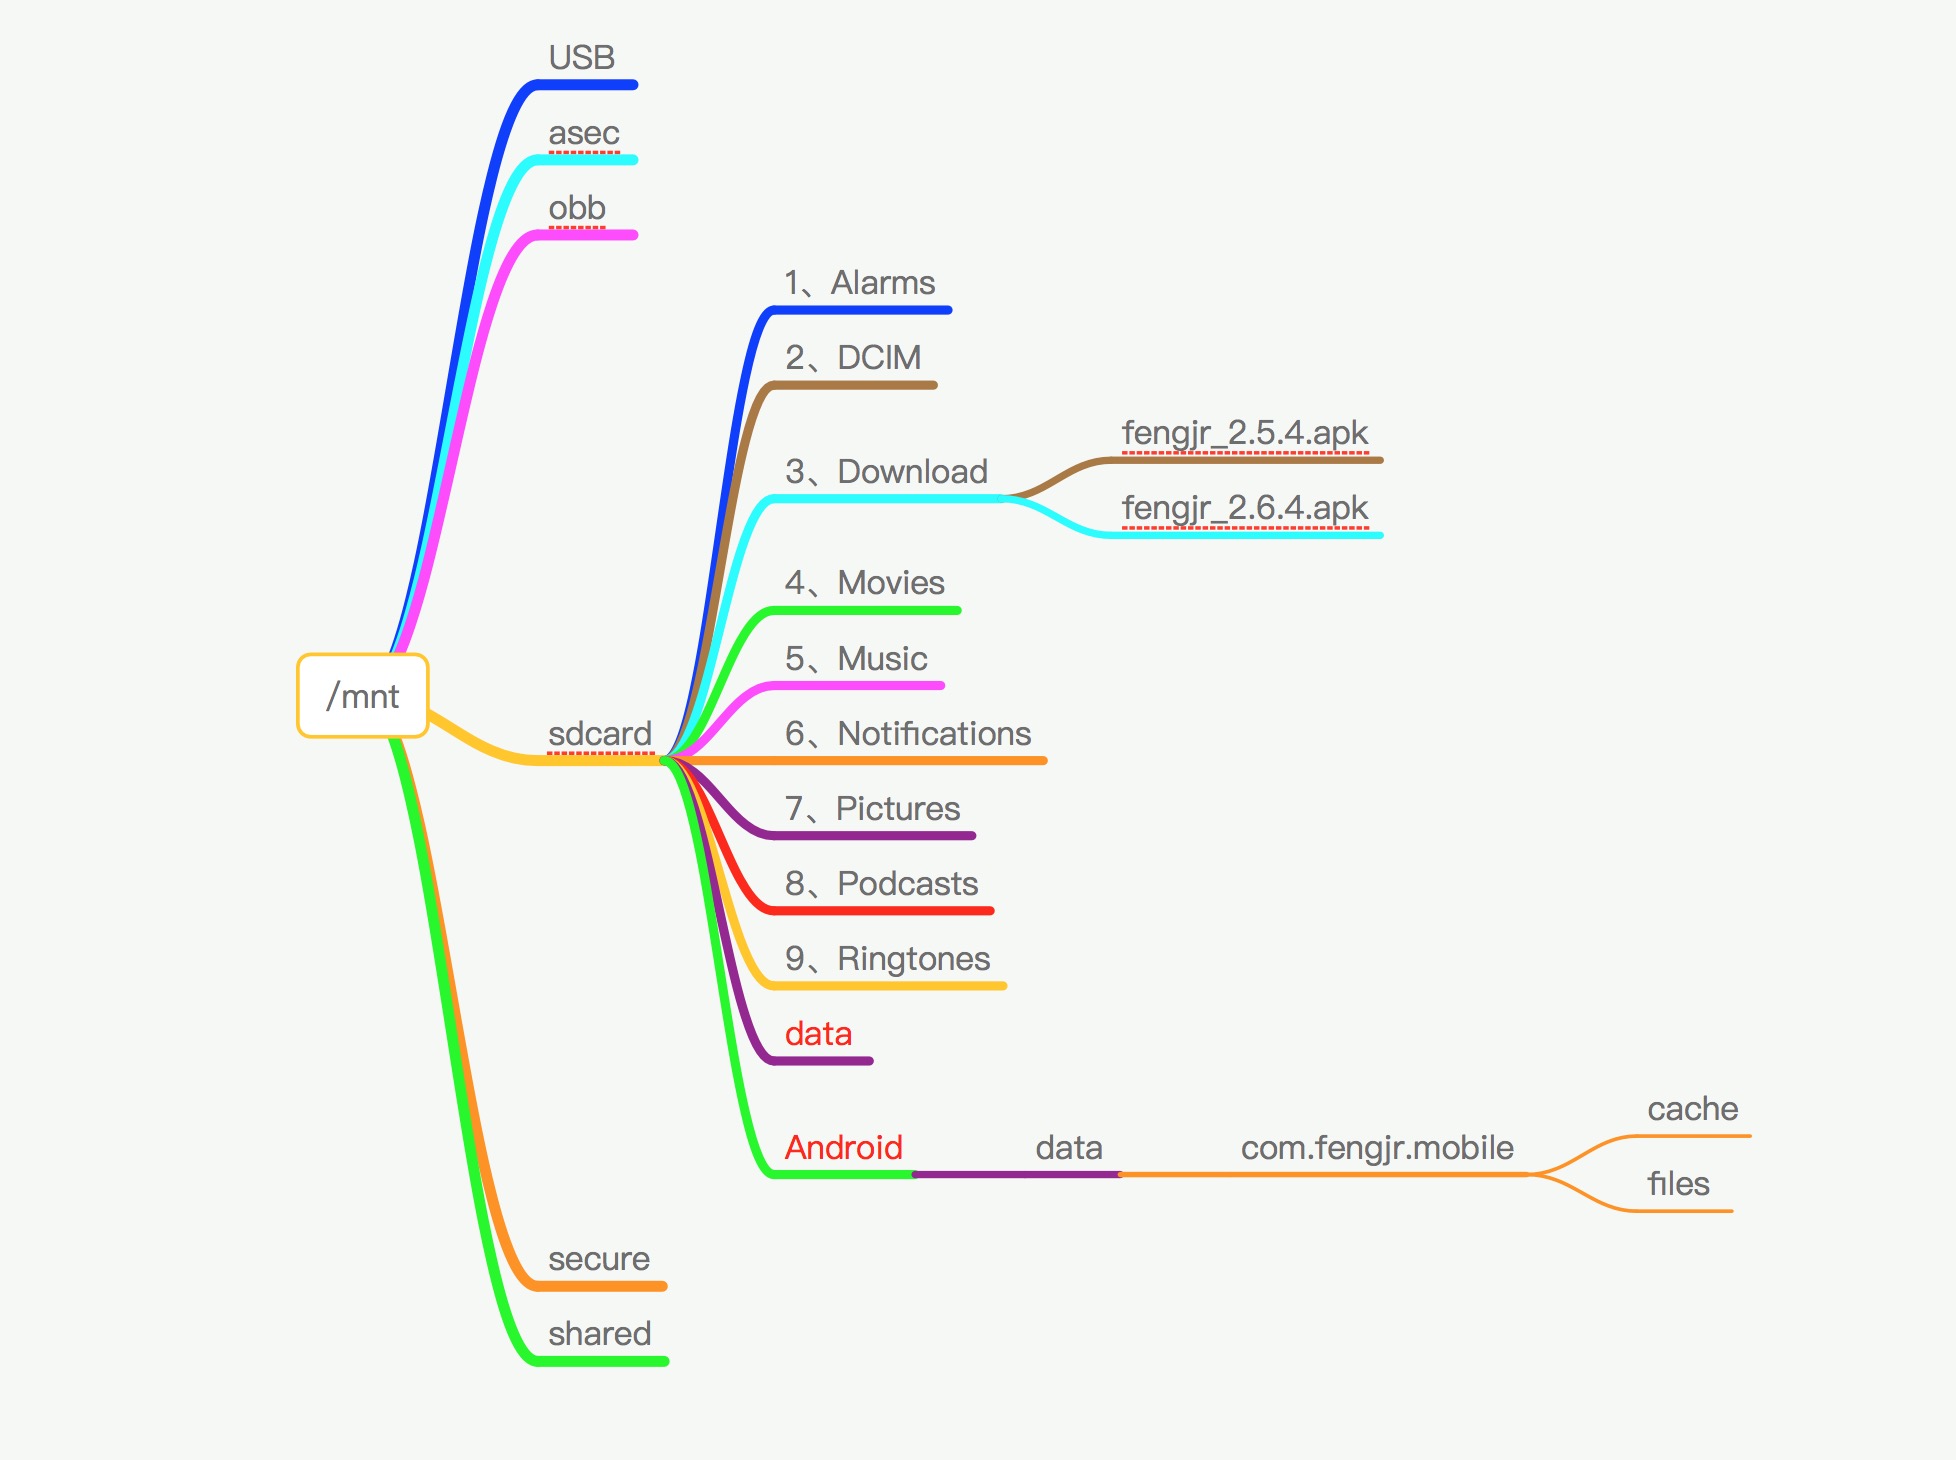 USB
asec
obb
1、Alarms
2、DCIM
3、Download
fengjr_2.5.4.apk
fengjr_2.6.4.apk
4、Movies
5、Music
/mnt
sdcard
6、Notifications
7、Pictures
8、Podcasts
9、Ringtones
data
Android
data
com.fengjr.mobile
cache
files
secure
shared